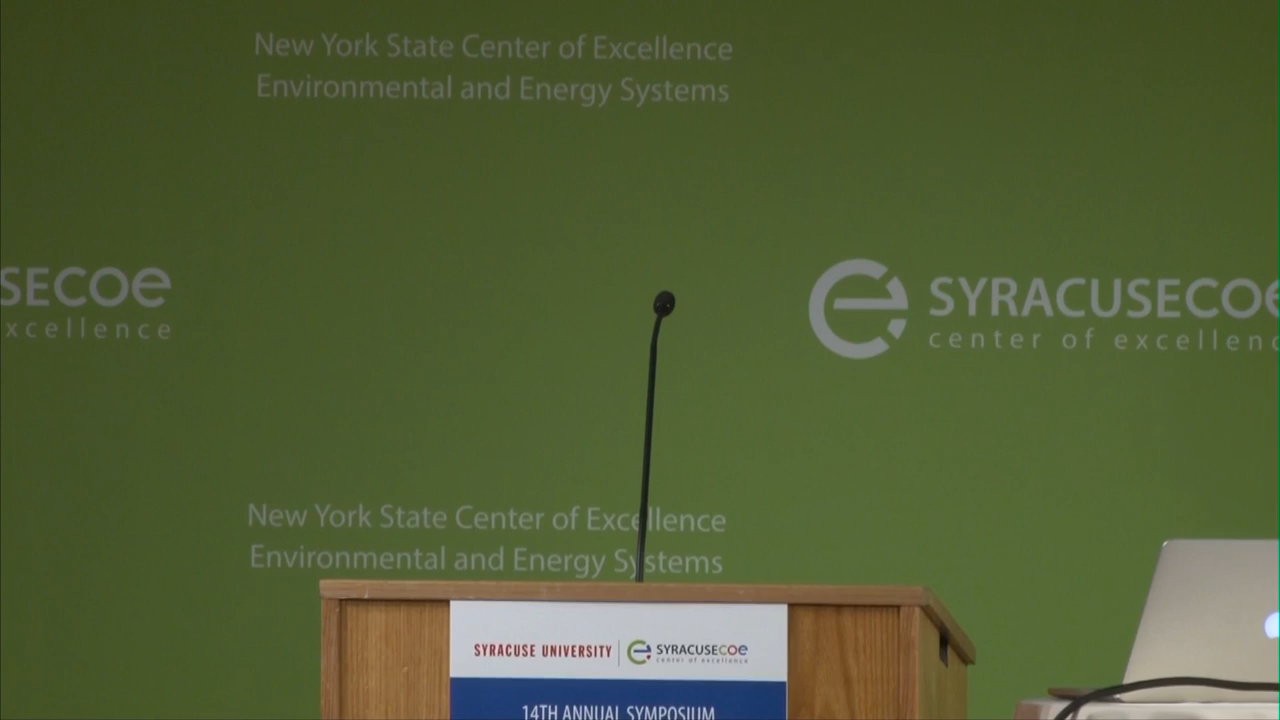 New York State Center of Excellence
Environmental and Energy Systems
SECOe
xcellence
SYRACUSECOe
center of excellenc
New York State Center of Excellence
Environmental and Energy Systems
SYRACUSE UNIVERSITY
SYRACUSECOe
center of excellence
14TH ANNUAL SYMPOSIUM